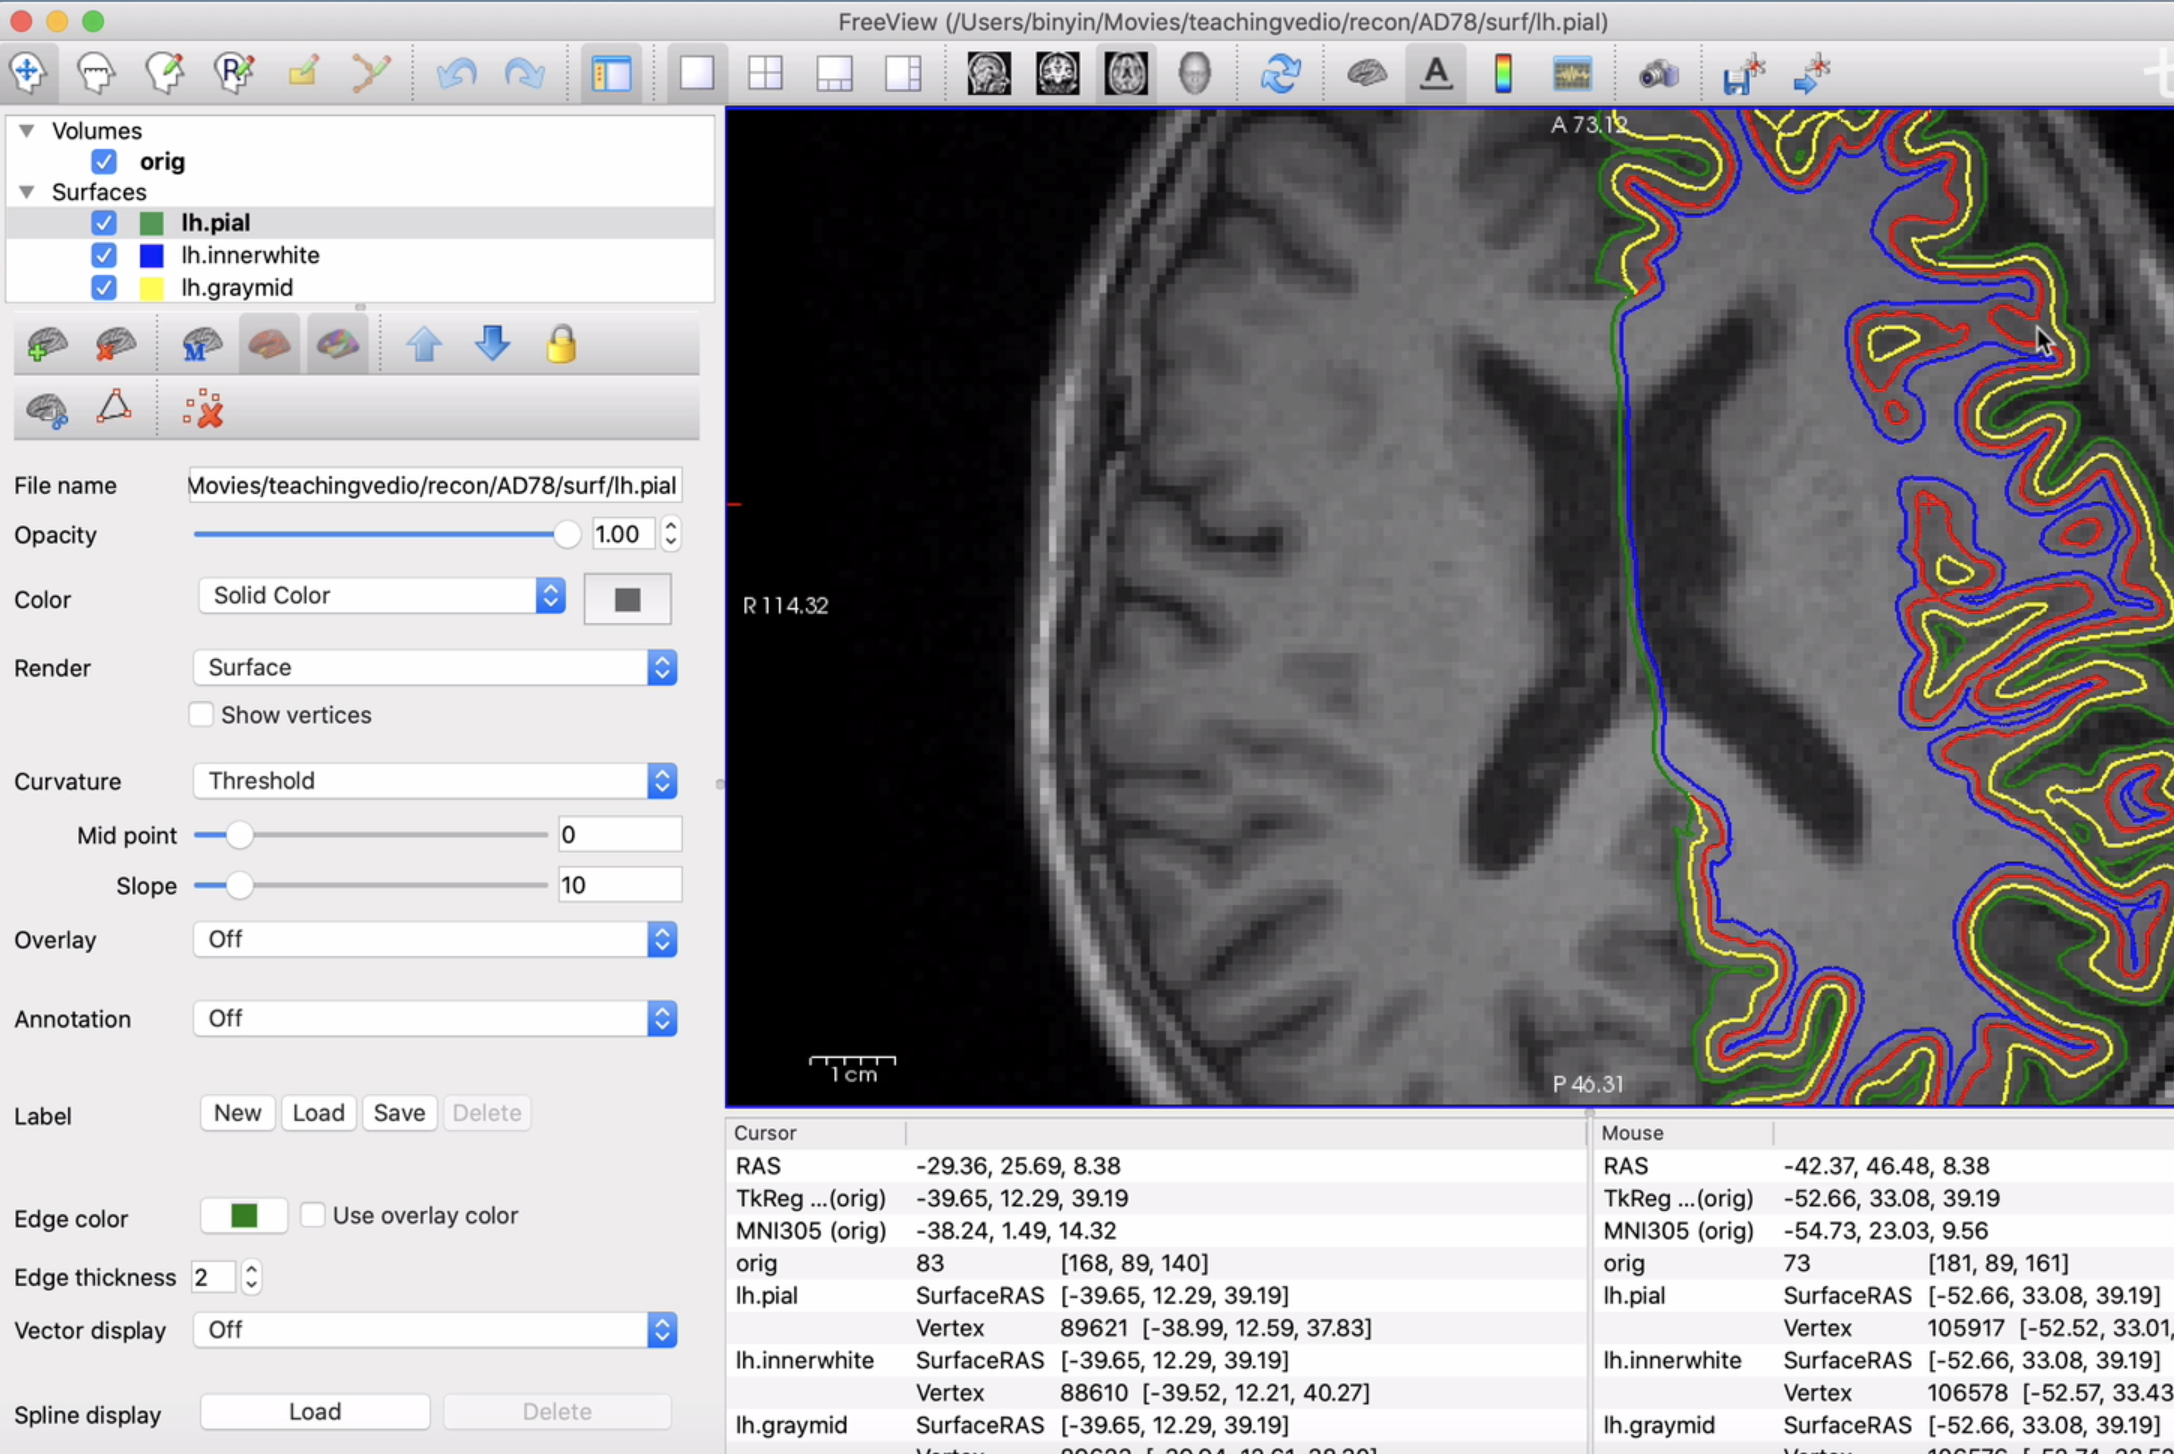 FreeView (/Users/binyin/Movies/teachingvedio/recon/AD78/surf/lh.pial)
R
A
Volumes
orig
Surfaces
lh.pial
lh.innerwhite
lh.graymid
M
File name Movies/teachingvedio/recon/AD78/surf/lh.pial
Opacity 1.00
Color Solid Color
Render Surface
Show vertices
Curvature Threshold
Mid point 0
Slope 10
Overlay Off
Annotation Off
Label New Load Save Delete
Edge color Use overlay color
Edge thickness 2
Vector display Off
Spline display Load Delete
A 73.12
R 114.32
1 cm
P 46.31
Cursor
RAS -29.36, 25.69, 8.38
TkReg ...(orig) -39.65, 12.29, 39.19
MNI305 (orig) -38.24, 1.49, 14.32
orig 83 [168, 89, 140]
lh.pial SurfaceRAS [-39.65, 12.29, 39.19]
Vertex 89621 [-38.99, 12.59, 37.83]
lh.innerwhite SurfaceRAS [-39.65, 12.29, 39.19]
Vertex 88610 [-39.52, 12.21, 40.27]
lh.graymid SurfaceRAS [-39.65, 12.29, 39.19]
Mouse
RAS -42.37, 46.48, 8.38
TkReg ...(orig) -52.66, 33.08, 39.19
MNI305 (orig) -54.73, 23.03, 9.56
orig 73 [181, 89, 161]
lh.pial SurfaceRAS [-52.66, 33.08, 39.19]
Vertex 105917 [-52.52, 33.01,
lh.innerwhite SurfaceRAS [-52.66, 33.08, 39.19]
Vertex 106578 [-52.57, 33.43
lh.graymid SurfaceRAS [-52.66, 33.08, 39.19]